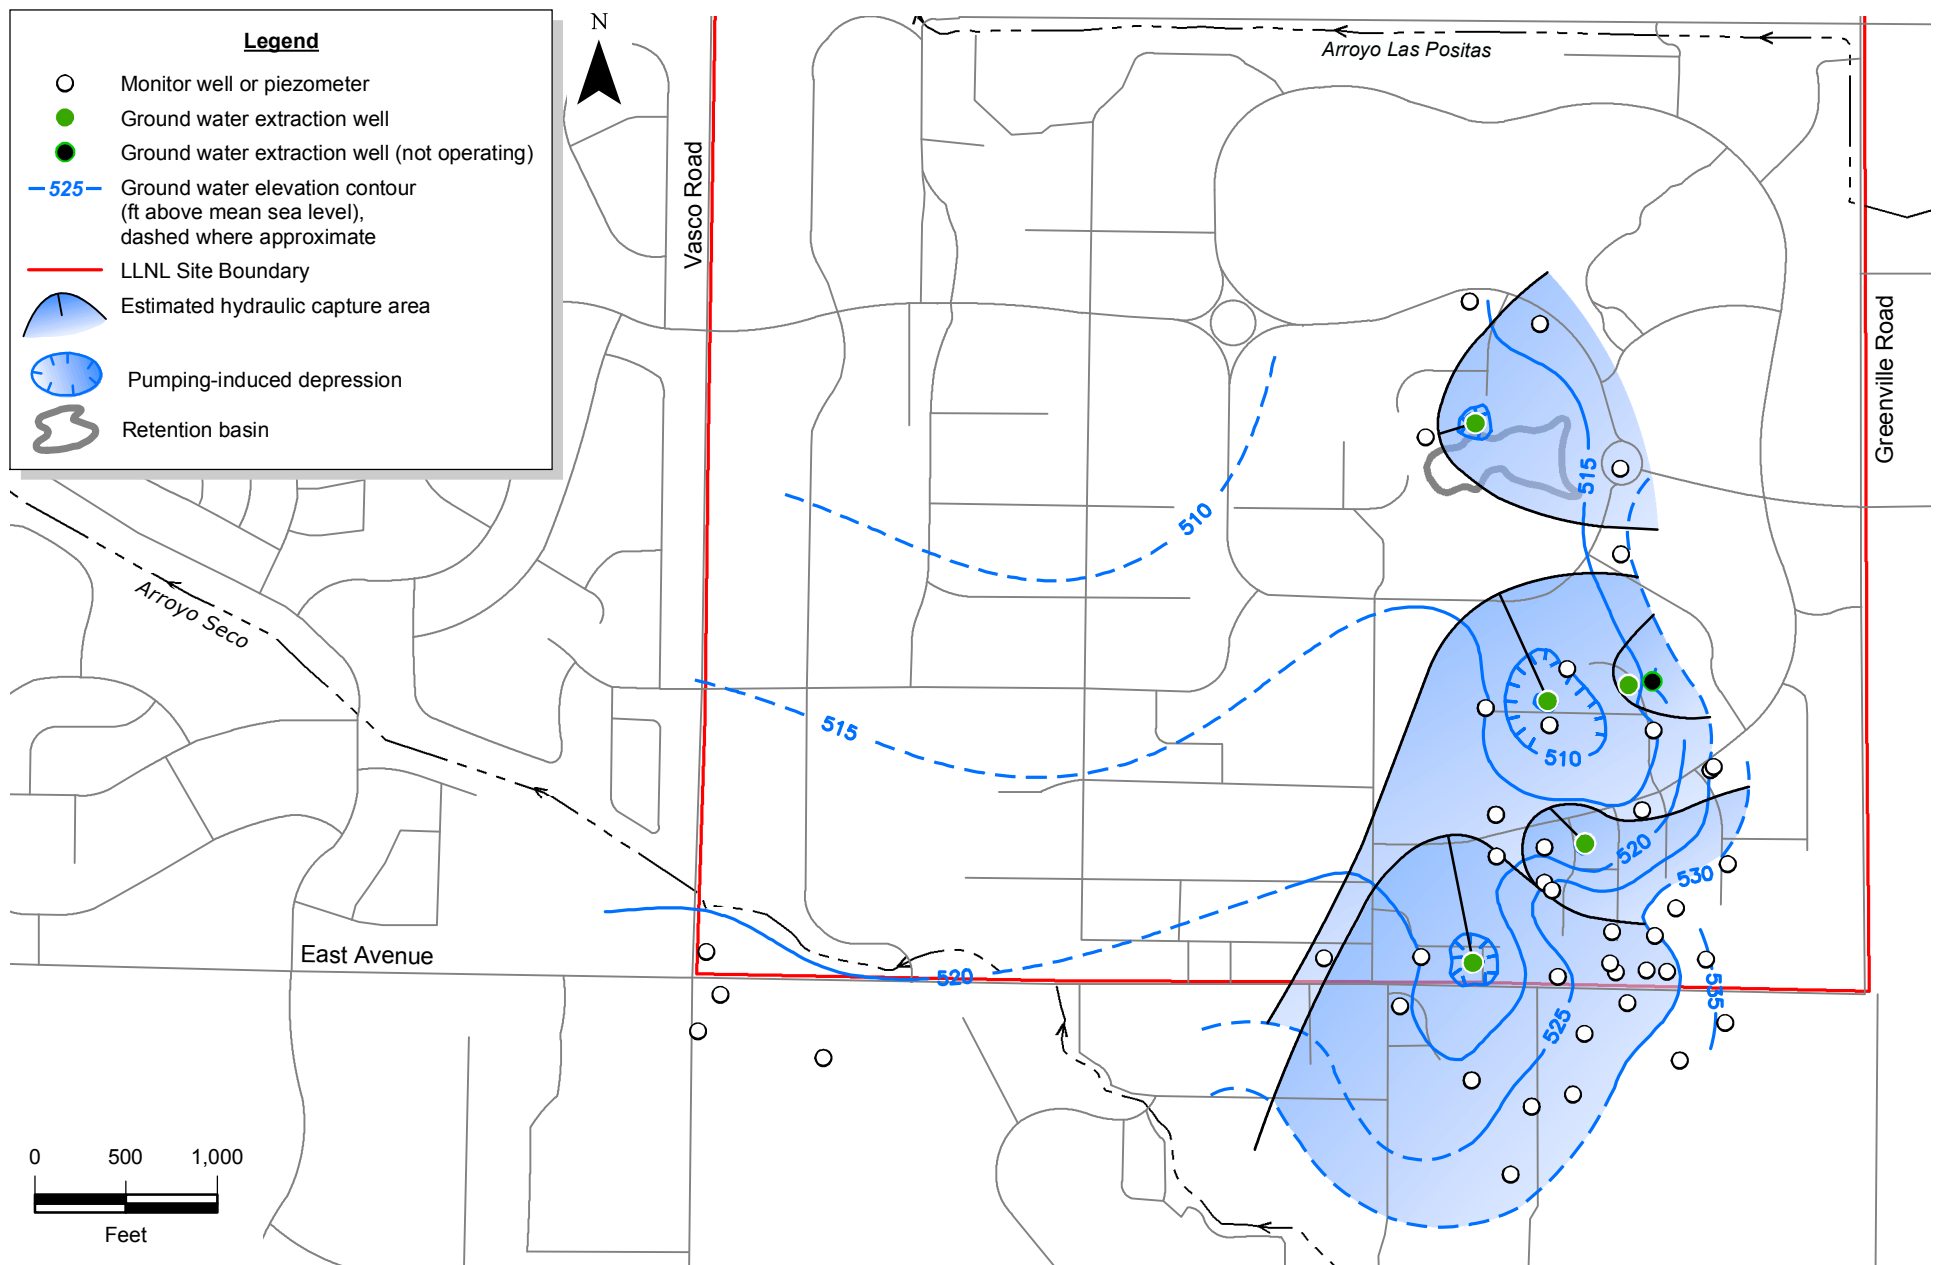 Legend
Monitor well or piezometer
Ground water extraction well
Ground water extraction well (not operating)
525
Ground water elevation contour
(ft above mean sea level),
dashed where approximate
LLNL Site Boundary
Estimated hydraulic capture area
Pumping-induced depression
Retention basin
N
Vasco Road
Arroyo Las Positas
Greenville Road
Arroyo Seco
510
515
515
510
520
530
520
525
535
East Avenue
0 500 1,000
Feet